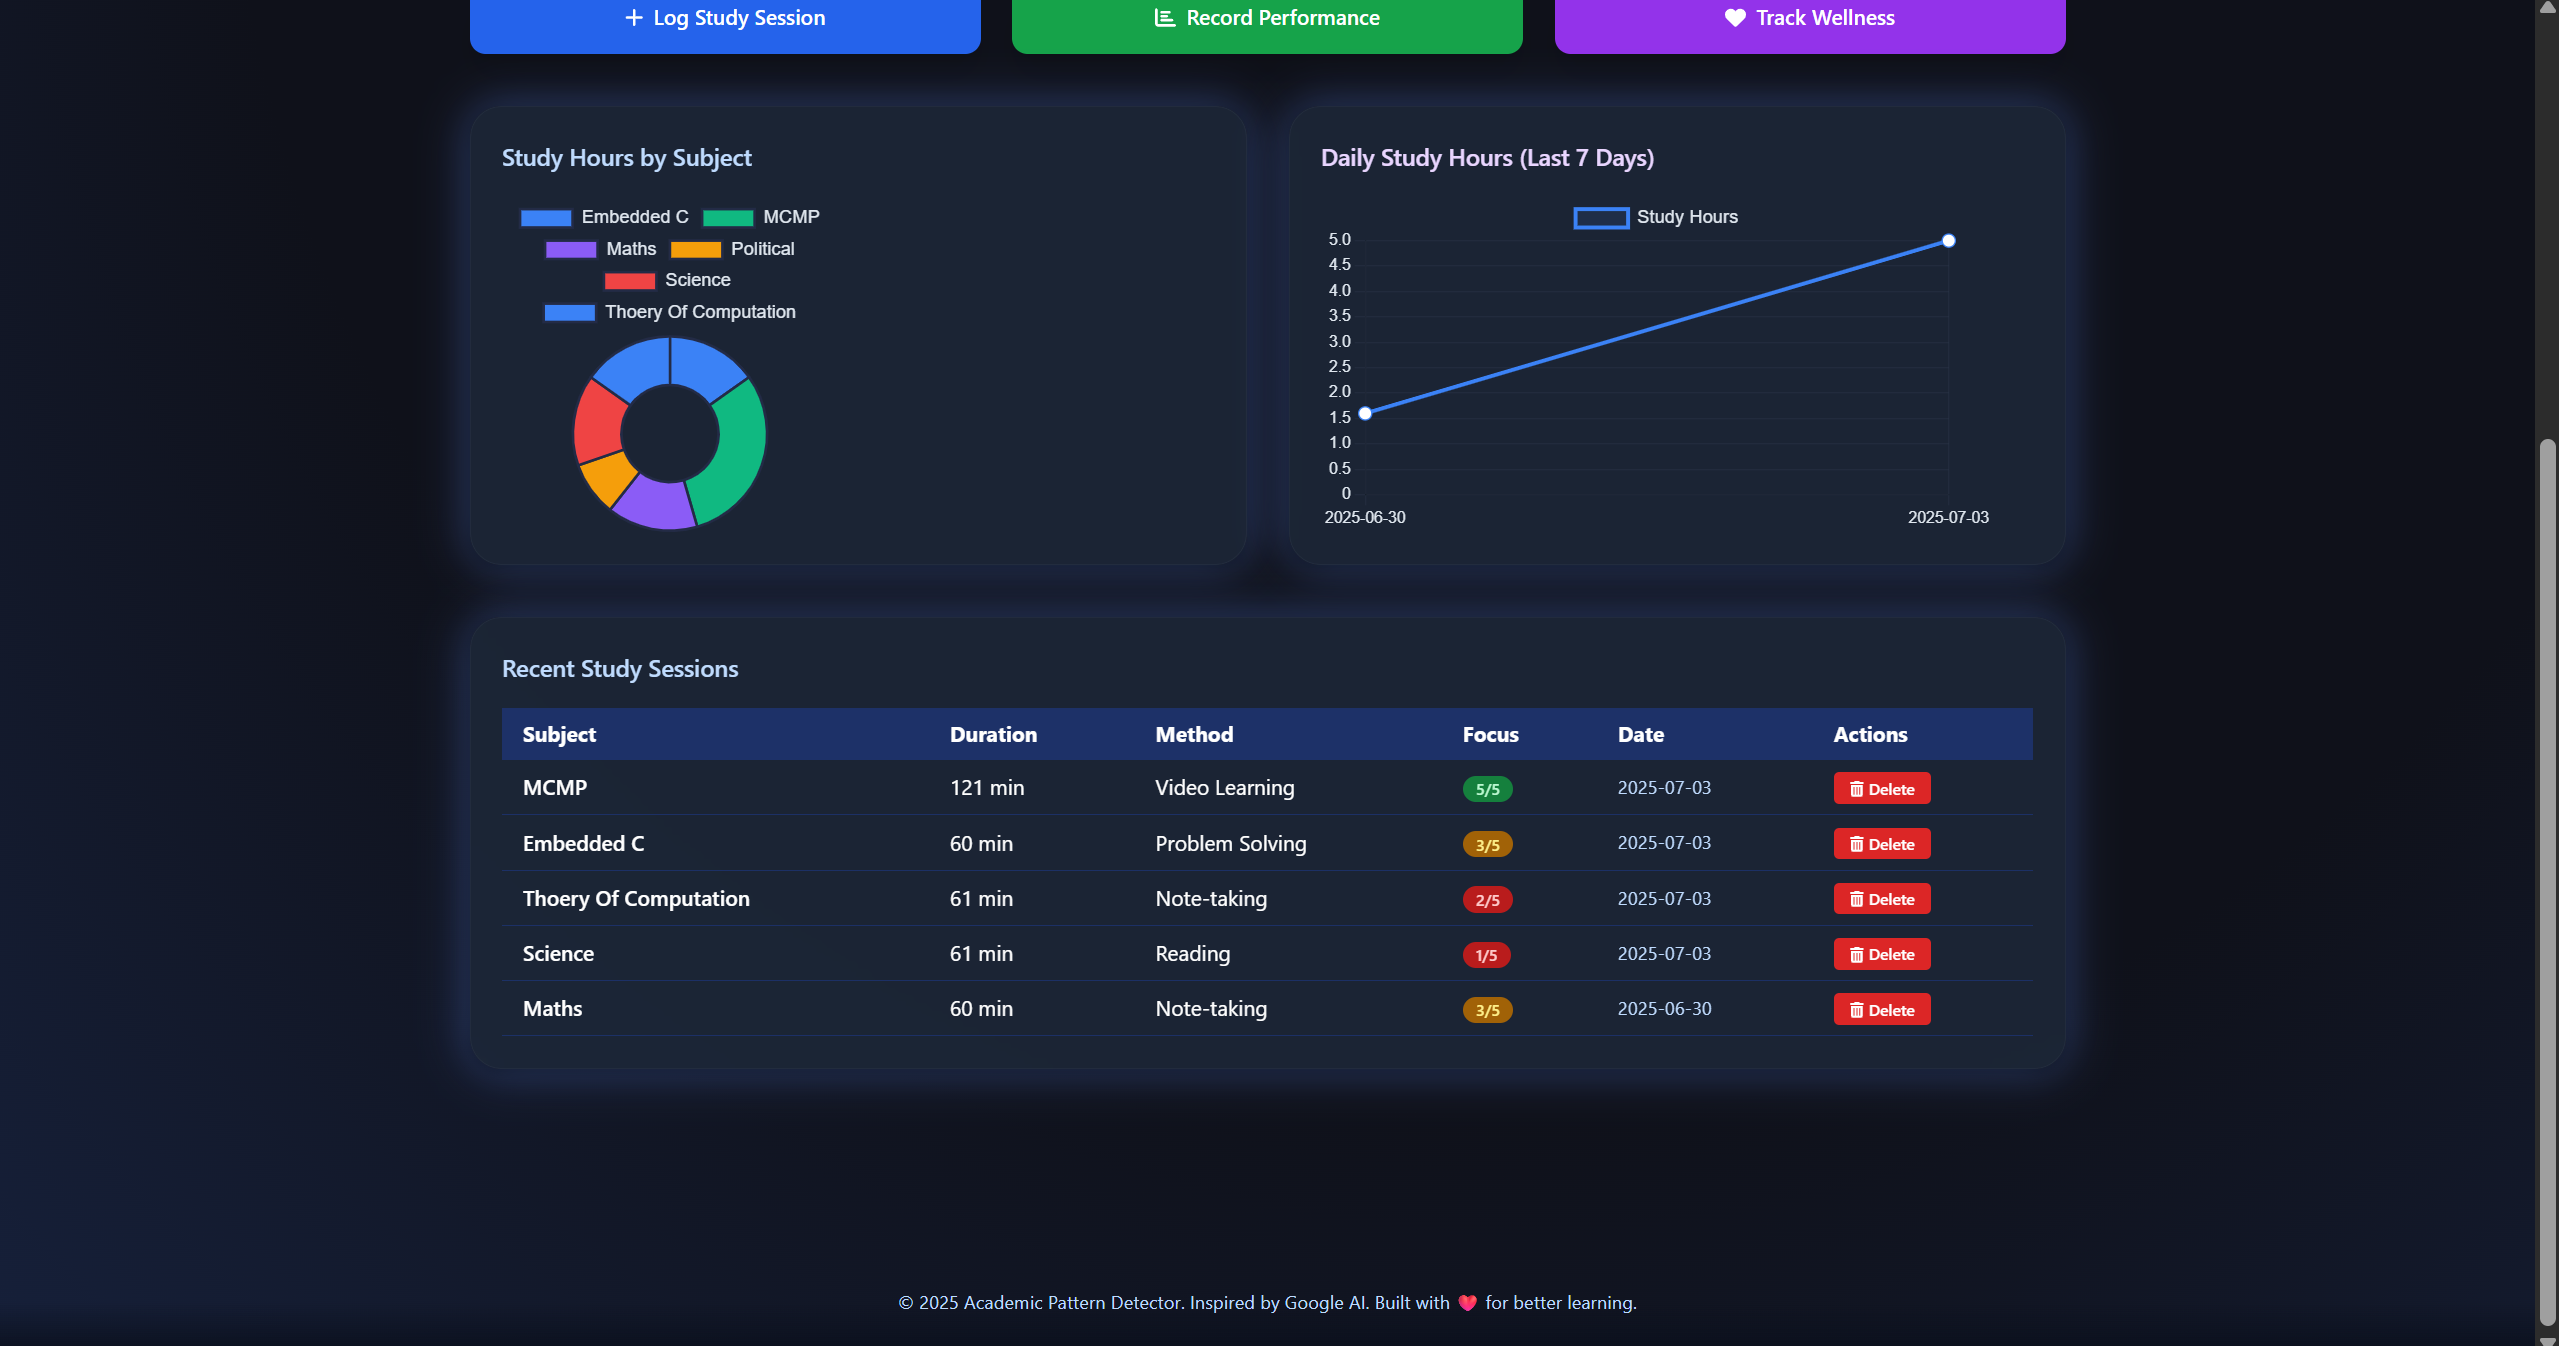 Log Study Session
Record Performance
Track Wellness
Study Hours by Subject
Embedded C MCMP
Maths Political
Science
Thoery Of Computation
Daily Study Hours (Last 7 Days)
Study Hours
5.0
4.5
4.0
3.5
3.0
2.5
2.0
1.5
1.0
0.5
0
2025-06-30 2025-07-03
Recent Study Sessions
Subject Duration Method Focus Date Actions
MCMP 121 min Video Learning 5/5 2025-07-03 Delete
Embedded C 60 min Problem Solving 3/5 2025-07-03 Delete
Thoery Of Computation 61 min Note-taking 2/5 2025-07-03 Delete
Science 61 min Reading 1/5 2025-07-03 Delete
Maths 60 min Note-taking 3/5 2025-06-30 Delete
© 2025 Academic Pattern Detector. Inspired by Google AI. Built with ❤️ for better learning.